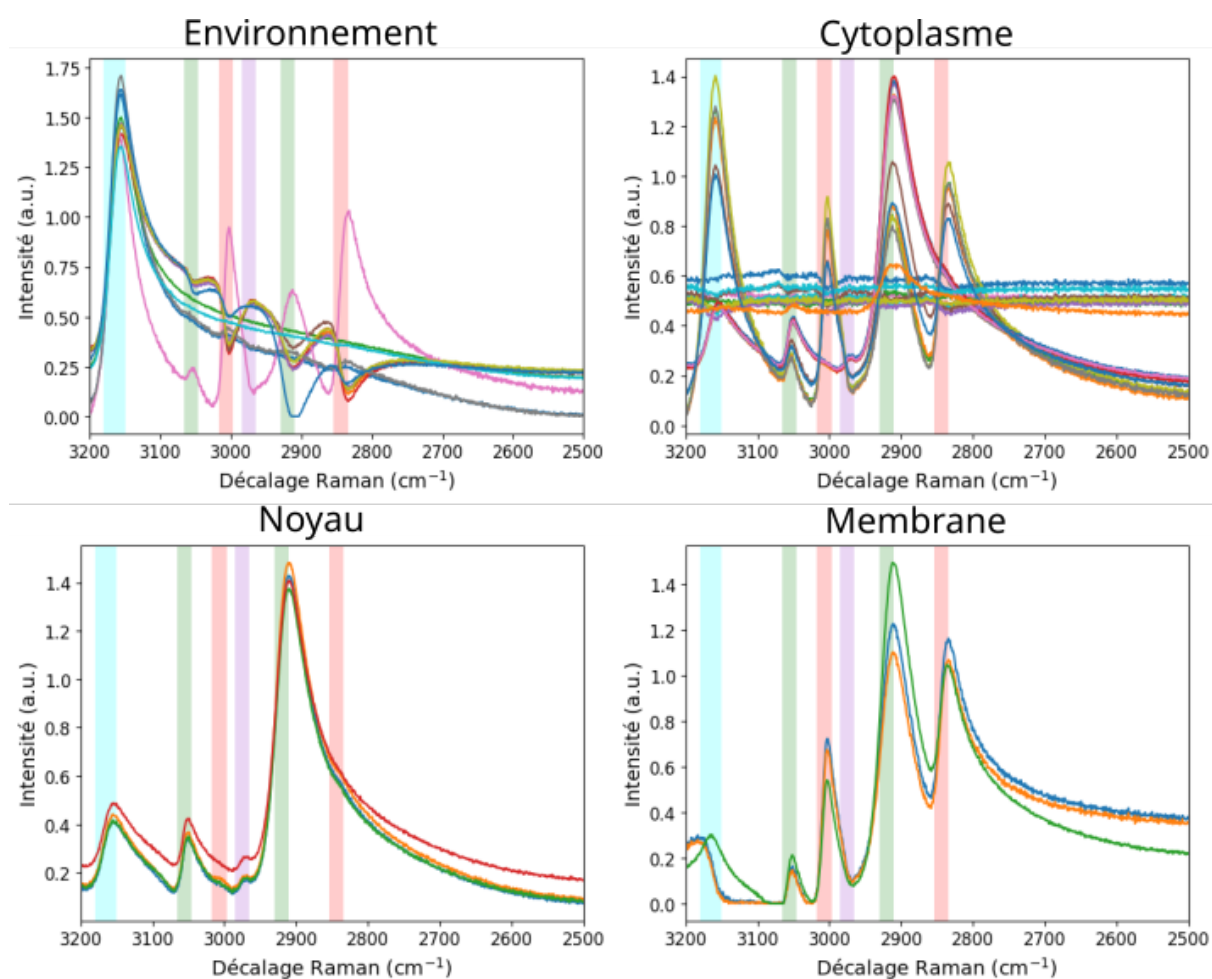 Environnement
Cytoplasme
1.75
1.50
1.25
1.00
0.75
0.50
0.25
0.00
Intensité (a.u.)
3200 3100 3000 2900 2800 2700 2600 2500
Décalage Raman (cm⁻¹)
1.4
1.2
1.0
0.8
0.6
0.4
0.2
0.0
Intensité (a.u.)
3200 3100 3000 2900 2800 2700 2600 2500
Décalage Raman (cm⁻¹)
Noyau
Membrane
1.4
1.2
1.0
0.8
0.6
0.4
0.2
Intensité (a.u.)
3200 3100 3000 2900 2800 2700 2600 2500
Décalage Raman (cm⁻¹)
1.4
1.2
1.0
0.8
0.6
0.4
0.2
0.0
Intensité (a.u.)
3200 3100 3000 2900 2800 2700 2600 2500
Décalage Raman (cm⁻¹)